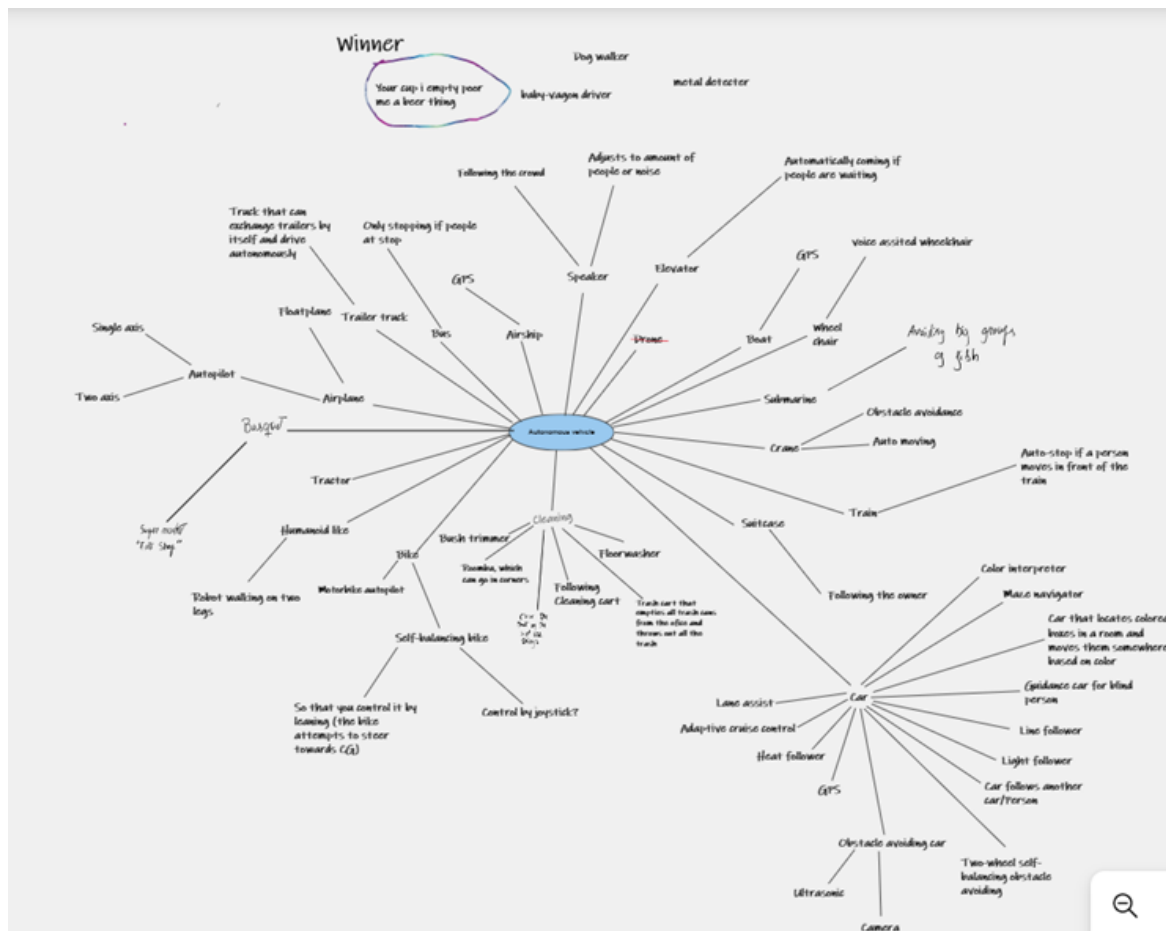 Winner
Your cup i empty poor
me a beer thing
Dog walker
baby-vagon driver
metal detecter
Following the crowd
Adjusts to amount of
people or noise
Automatically coming if
people are waiting
Truck that can
exchange trailers by
itself and drive
autonomously
Only stopping if people
at stop
GPS
Speaker
Elevator
GPS
voice assited wheelchair
Single axis
Floatplane
Trailer truck
Bus
Airship
Drone
Boat
Wheel
chair
Avoiding big groups
of fish
Autopilot
Two axis
Airplane
Submarine
Obstacle avoidance
Autonomous vehicle
Crane
Auto moving
Auto-stop if a person
moves in front of the
train
Tractor
Train
Humanoid like
Cleaning
Suitcase
Bush trimmer
Floorwasher
Bike
Roomba, which
can go in corners
Motorbike autopilot
Following
Cleaning cart
Trash cart that
empties all trash cans
from the ofice and
throws out all the
trash
Robot walking on two
legs
Following the owner
Self-balancing bike
So that you control it by
leaning (the bike
attempts to steer
towards CG)
Control by joystick?
Color interpreter
Maze navigator
Car that locates colored
boxes in a room and
moves them somewhere
based on color
Guidance car for blind
person
Car
Lane assist
Adaptive cruise control
Line follower
Heat follower
Light follower
GPS
Car follows another
car/Person
Obstacle avoiding car
Two-wheel self-
balancing obstacle
avoiding
Ultrasonic
Camera